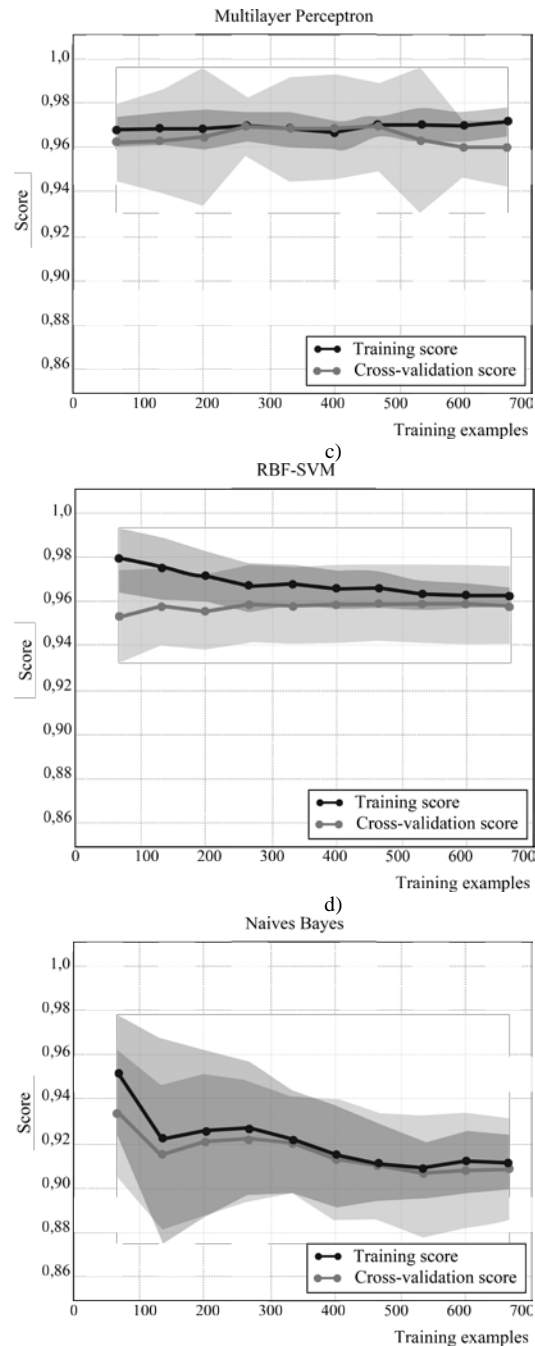 Multilayer Perceptron
1,0
0,98
0,96
0,94
0,92
0,90
0,88
0,86
Score
Training score
Cross-validation score
0 100 200 300 400 500 600 700
Training examples
c)
RBF-SVM
1,0
0,98
0,96
0,94
0,92
0,90
0,88
0,86
Score
Training score
Cross-validation score
0 100 200 300 400 500 600 700
Training examples
d)
Naives Bayes
1,0
0,98
0,96
0,94
0,92
0,90
0,88
0,86
Score
Training score
Cross-validation score
0 100 200 300 400 500 600 700
Training examples